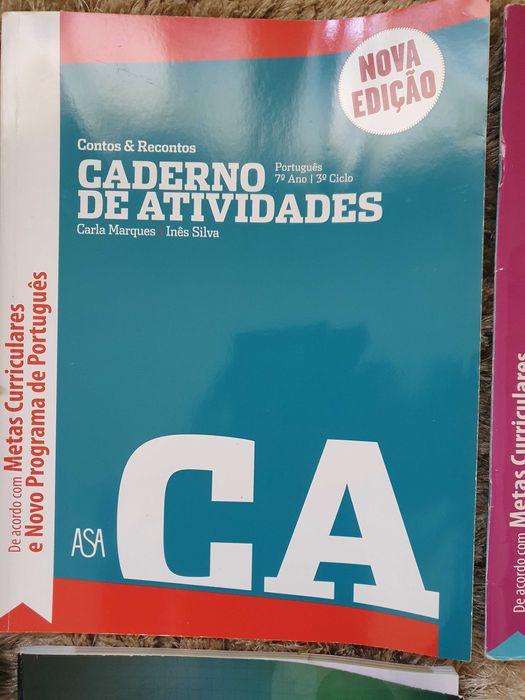 NOVA
EDIÇÃO
Contos & Recontos
CADERNO
DE ATIVIDADES
Português
7º Ano | 3º Ciclo
Carla Marques | Inês Silva
De acordo com Metas Curriculares
e Novo Programa de Português
CA
ASA
De acordo com Metas Curriculares